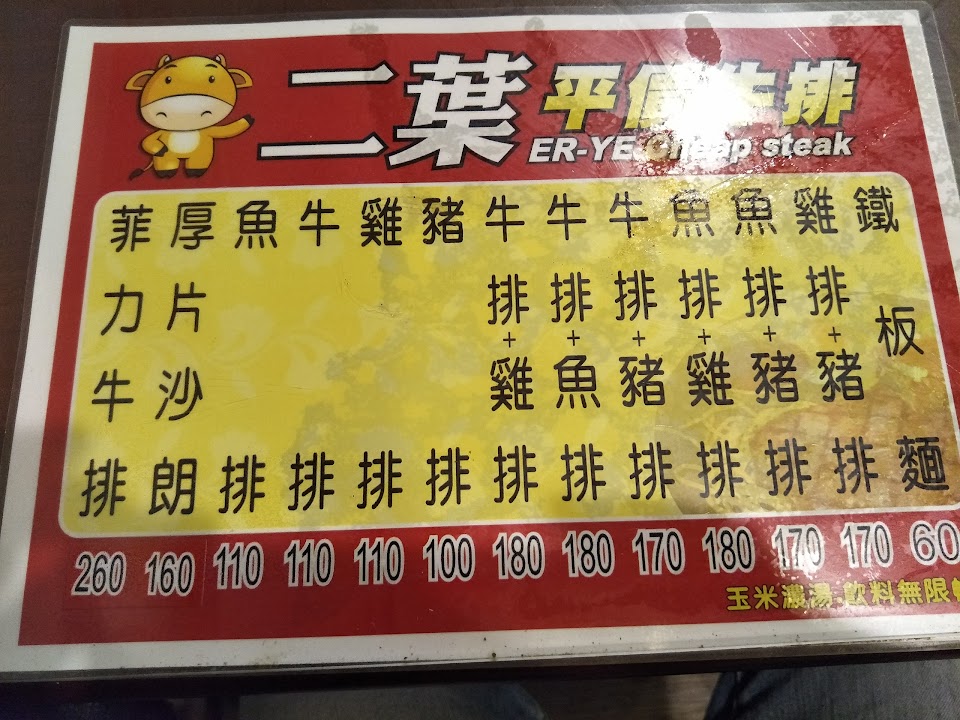 二葉
平價牛排
ER-YE Cheap steak
鐵板麵
60
雞排+豬排
170
魚排+豬排
170
魚排+雞排
180
牛排+豬排
170
牛排+魚排
180
牛排+雞排
180
豬排
100
雞排
110
牛排
110
魚排
110
厚片沙朗
160
菲力牛排
260
玉米濃湯.飲料無限